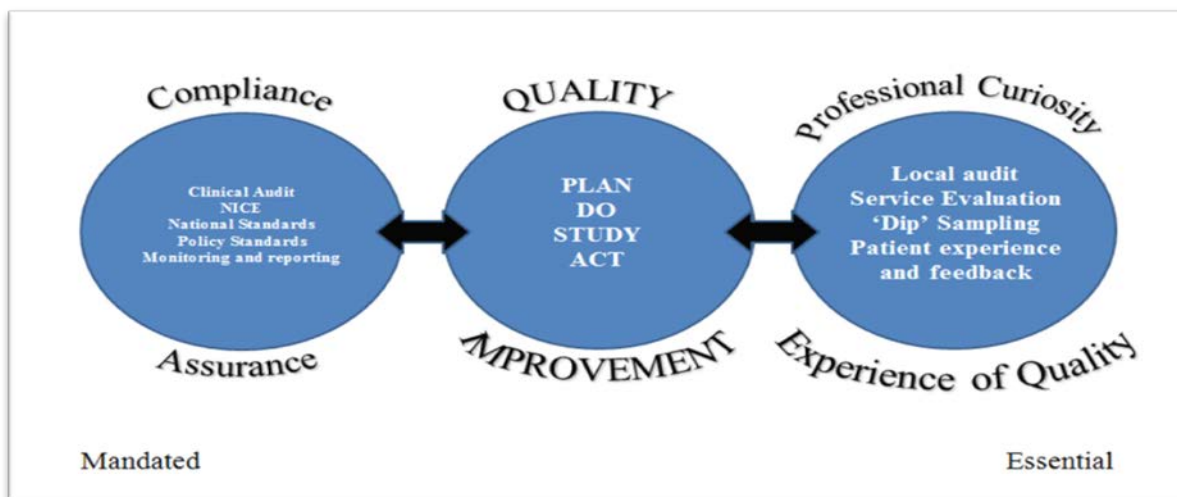 Compliance
Clinical Audit
NICE
National Standards
Policy Standards
Monitoring and reporting
Assurance
QUALITY
PLAN
DO
STUDY
ACT
IMPROVEMENT
Professional Curiosity
Local audit
Service Evaluation
‘Dip’ Sampling
Patient experience
and feedback
Experience of Quality
Mandated
Essential